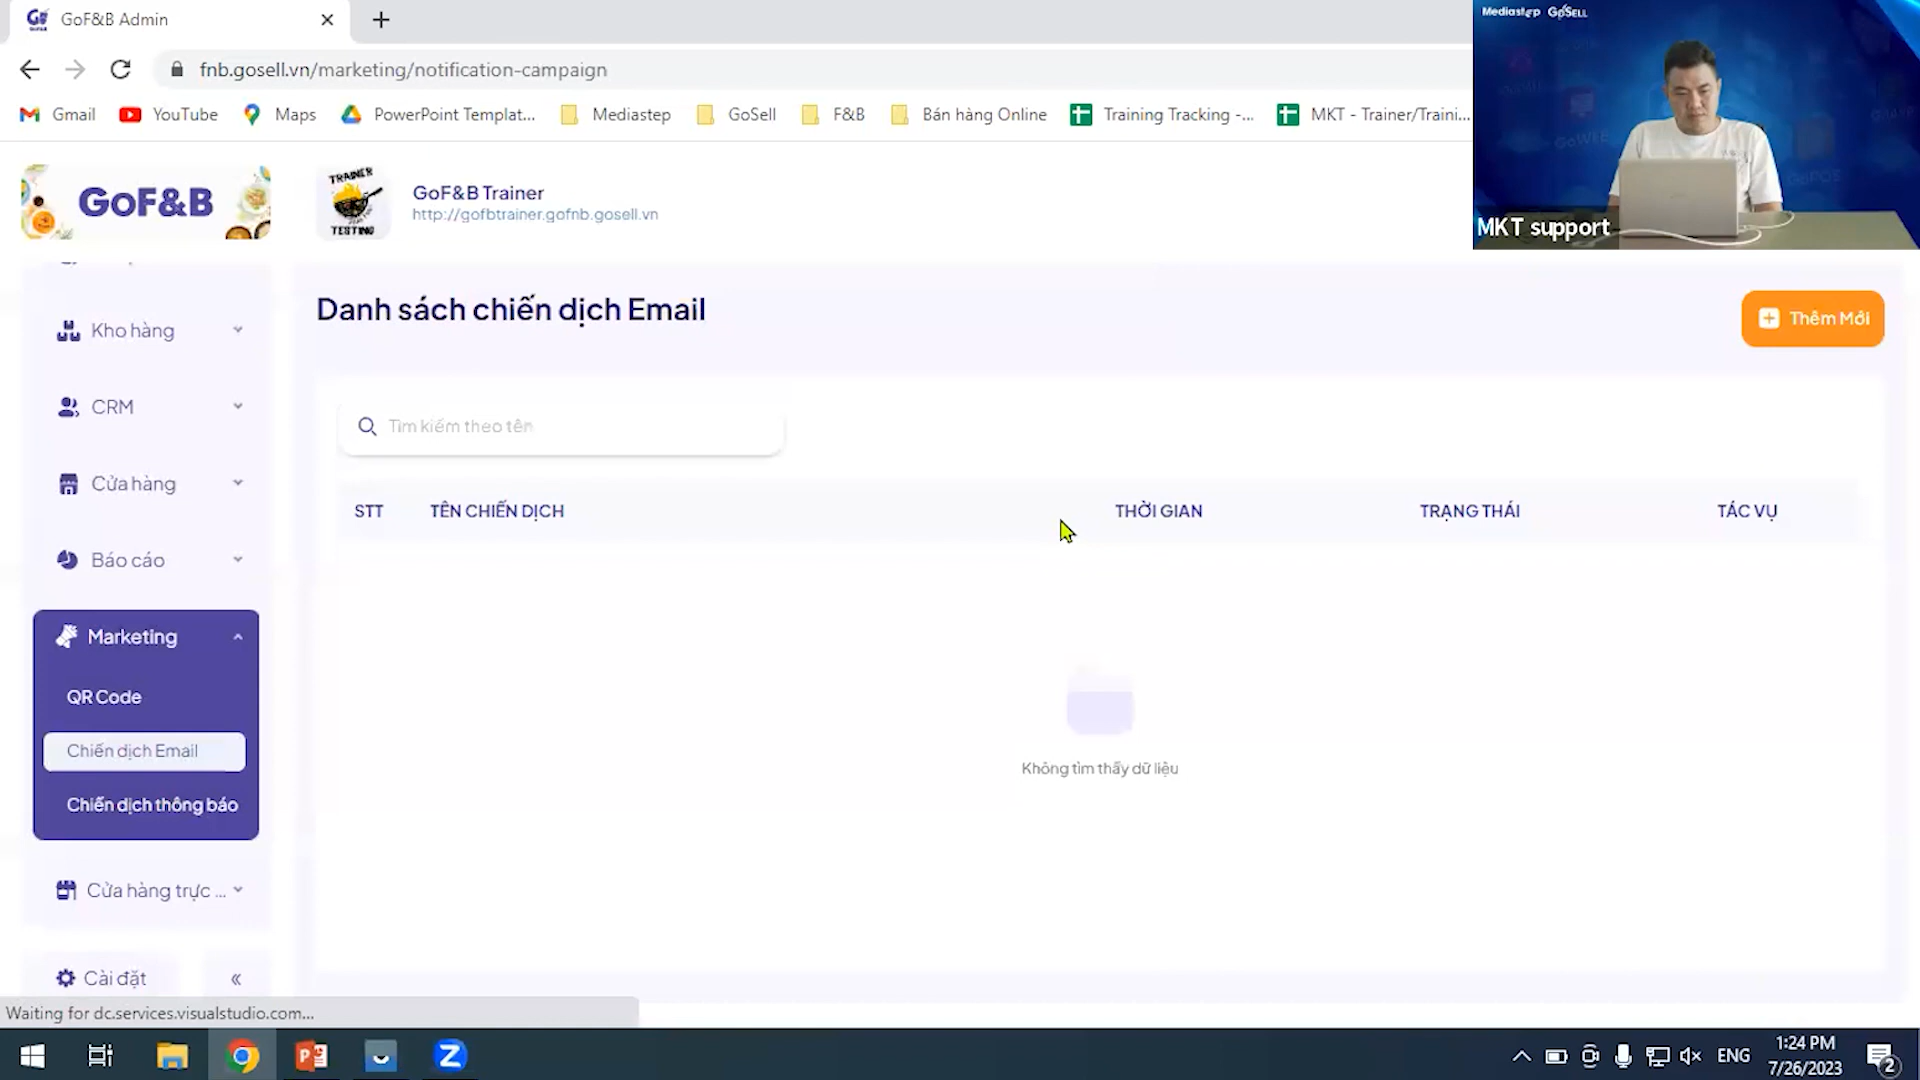 GoF&B Admin
fnb.gosell.vn/marketing/notification-campaign
Gmail
YouTube
Maps
PowerPoint Templat...
Mediastep
GoSell
F&B
Bán hàng Online
Training Tracking -...
MKT - Trainer/Traini...
Mediastep GoSELL
MKT support
GoF&B
TRAINER
TESTING
GoF&B Trainer
http://gofbtrainer.gofnb.gosell.vn
Kho hàng
CRM
Cửa hàng
Báo cáo
Marketing
QR Code
Chiến dịch Email
Chiến dịch thông báo
Cửa hàng trực ...
Cài đặt
Danh sách chiến dịch Email
Thêm Mới
Tìm kiếm theo tên
STT TÊN CHIẾN DỊCH THỜI GIAN TRẠNG THÁI TÁC VỤ
Không tìm thấy dữ liệu
Waiting for dc.services.visualstudio.com...
ENG
1:24 PM
7/26/2023
2